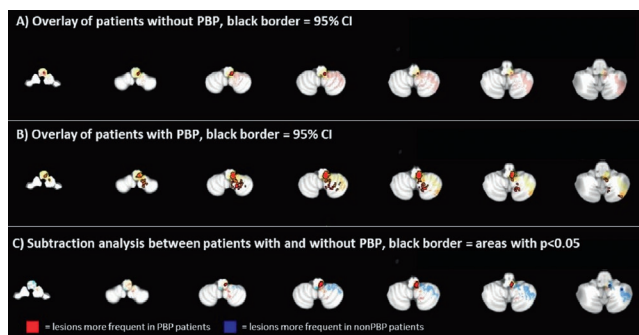 A) Overlay of patients without PBP, black border = 95% CI
B) Overlay of patients with PBP, black border = 95% CI
C) Subtraction analysis between patients with and without PBP, black border = areas with p<0.05
= lesions more frequent in PBP patients = lesions more frequent in nonPBP patients